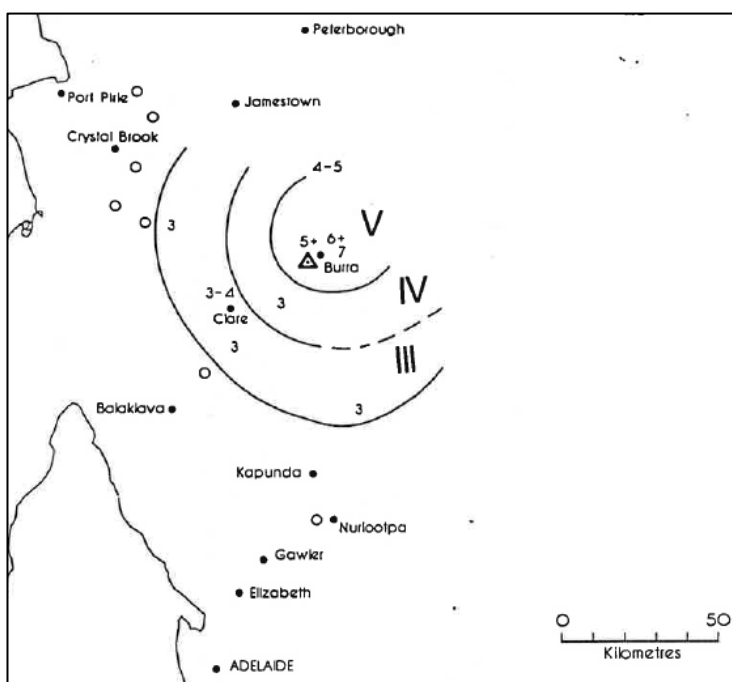 Peterborough
Port Pirie
Jamestown
Crystal Brook
4-5
V
3
5+
6+
7
Burra
IV
3-4
3
Clare
3
III
3
Balaklava
Kapunda
Nurlootpa
Gawler
Elizabeth
0 50
Kilometres
ADELAIDE